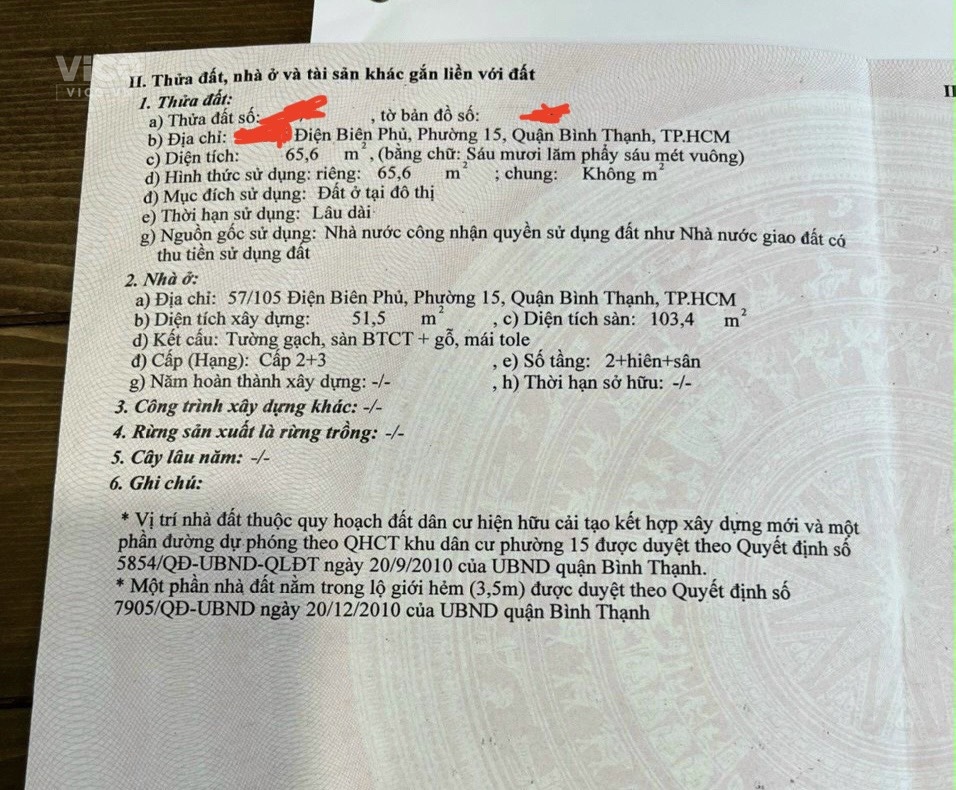 II. Thửa đất, nhà ở và tài sản khác gắn liền với đất
1. Thửa đất:
a) Thửa đất số: , tờ bản đồ số:
b) Địa chỉ: Điện Biên Phủ, Phường 15, Quận Bình Thạnh, TP.HCM
c) Diện tích: 65,6 m², (bằng chữ: Sáu mươi lăm phẩy sáu mét vuông)
d) Hình thức sử dụng: riêng: 65,6 m² ; chung: Không m²
đ) Mục đích sử dụng: Đất ở tại đô thị
e) Thời hạn sử dụng: Lâu dài
g) Nguồn gốc sử dụng: Nhà nước công nhận quyền sử dụng đất như Nhà nước giao đất có
thu tiền sử dụng đất
2. Nhà ở:
a) Địa chỉ: 57/105 Điện Biên Phủ, Phường 15, Quận Bình Thạnh, TP.HCM
b) Diện tích xây dựng: 51,5 m² , c) Diện tích sàn: 103,4 m²
d) Kết cấu: Tường gạch, sàn BTCT + gỗ, mái tole
đ) Cấp (Hạng): Cấp 2+3 , e) Số tầng: 2+hiên+sân
g) Năm hoàn thành xây dựng: -/- , h) Thời hạn sở hữu: -/-
3. Công trình xây dựng khác: -/-
4. Rừng sản xuất là rừng trồng: -/-
5. Cây lâu năm: -/-
6. Ghi chú:
* Vị trí nhà đất thuộc quy hoạch đất dân cư hiện hữu cải tạo kết hợp xây dựng mới và một
phần đường dự phóng theo QHCT khu dân cư phường 15 được duyệt theo Quyết định số
5854/QĐ-UBND-QLĐT ngày 20/9/2010 của UBND quận Bình Thạnh.
* Một phần nhà đất nằm trong lộ giới hẻm (3,5m) được duyệt theo Quyết định số
7905/QĐ-UBND ngày 20/12/2010 của UBND quận Bình Thạnh